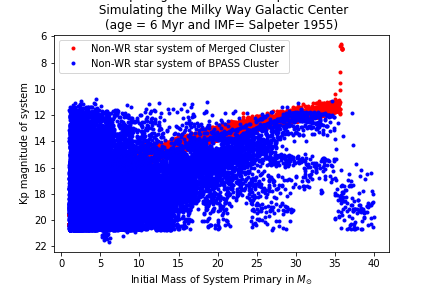 Simulating the Milky Way Galactic Center
(age = 6 Myr and IMF= Salpeter 1955)
Non-WR star system of Merged Cluster
Non-WR star system of BPASS Cluster
Kp magnitude of system
6
8
10
12
14
16
18
20
22
0 5 10 15 20 25 30 35 40
Initial Mass of System Primary in M⊙